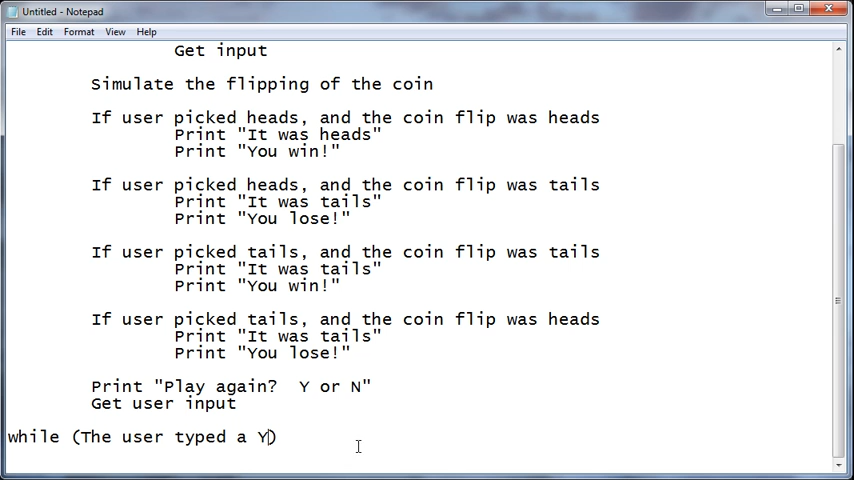 Untitled - Notepad
File Edit Format View Help
Get input
Simulate the flipping of the coin
If user picked heads, and the coin flip was heads
Print "It was heads"
Print "You win!"
If user picked heads, and the coin flip was tails
Print "It was tails"
Print "You lose!"
If user picked tails, and the coin flip was tails
Print "It was tails"
Print "You win!"
If user picked tails, and the coin flip was heads
Print "It was tails"
Print "You lose!"
Print "Play again?  Y or N"
Get user input
while (The user typed a Y)